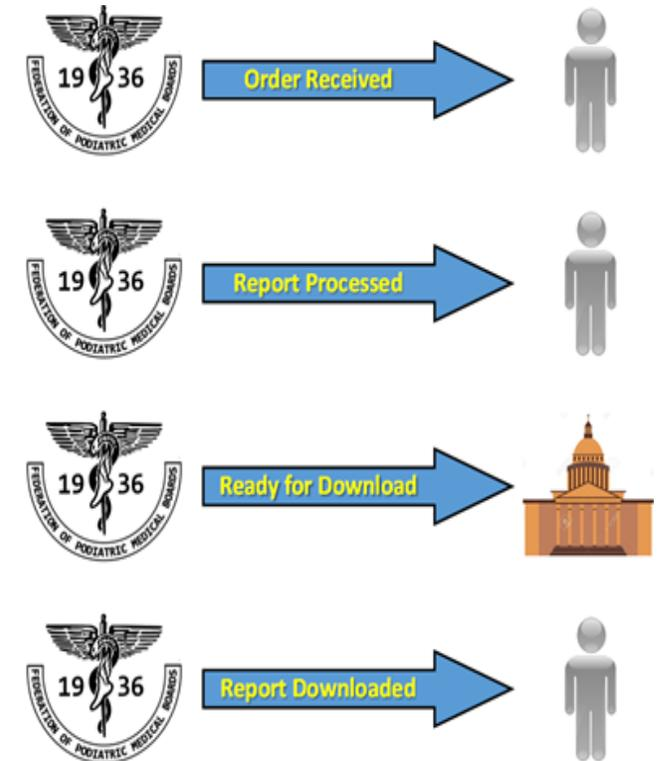 19 36
FEDERATION OF PODIATRIC MEDICAL BOARDS
Order Received
19 36
FEDERATION OF PODIATRIC MEDICAL BOARDS
Report Processed
19 36
FEDERATION OF PODIATRIC MEDICAL BOARDS
Ready for Download
19 36
FEDERATION OF PODIATRIC MEDICAL BOARDS
Report Downloaded